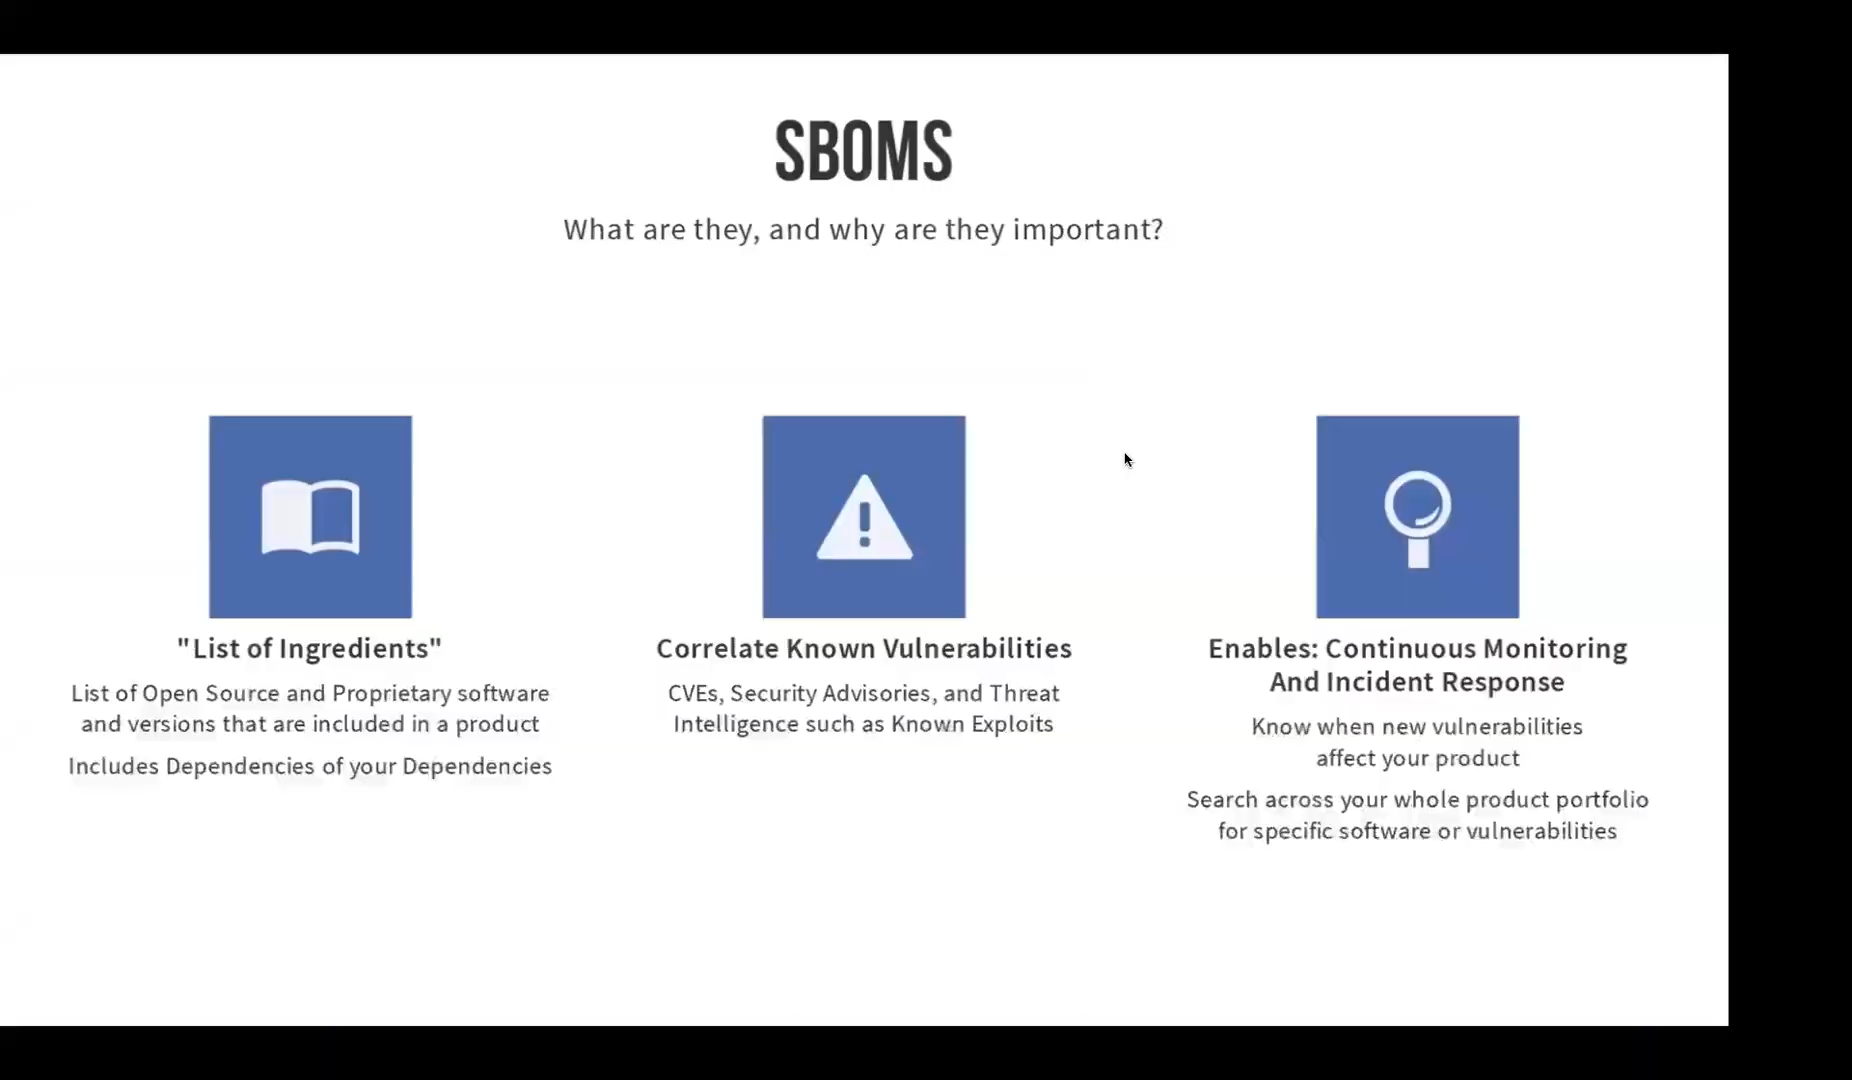 SBOMS
What are they, and why are they important?
"List of Ingredients"
List of Open Source and Proprietary software
and versions that are included in a product
Includes Dependencies of your Dependencies
Correlate Known Vulnerabilities
CVEs, Security Advisories, and Threat
Intelligence such as Known Exploits
Enables: Continuous Monitoring
And Incident Response
Know when new vulnerabilities
affect your product
Search across your whole product portfolio
for specific software or vulnerabilities